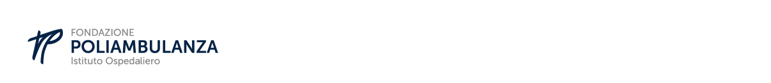 FONDAZIONE
POLIAMBULANZA
Istituto Ospedaliero